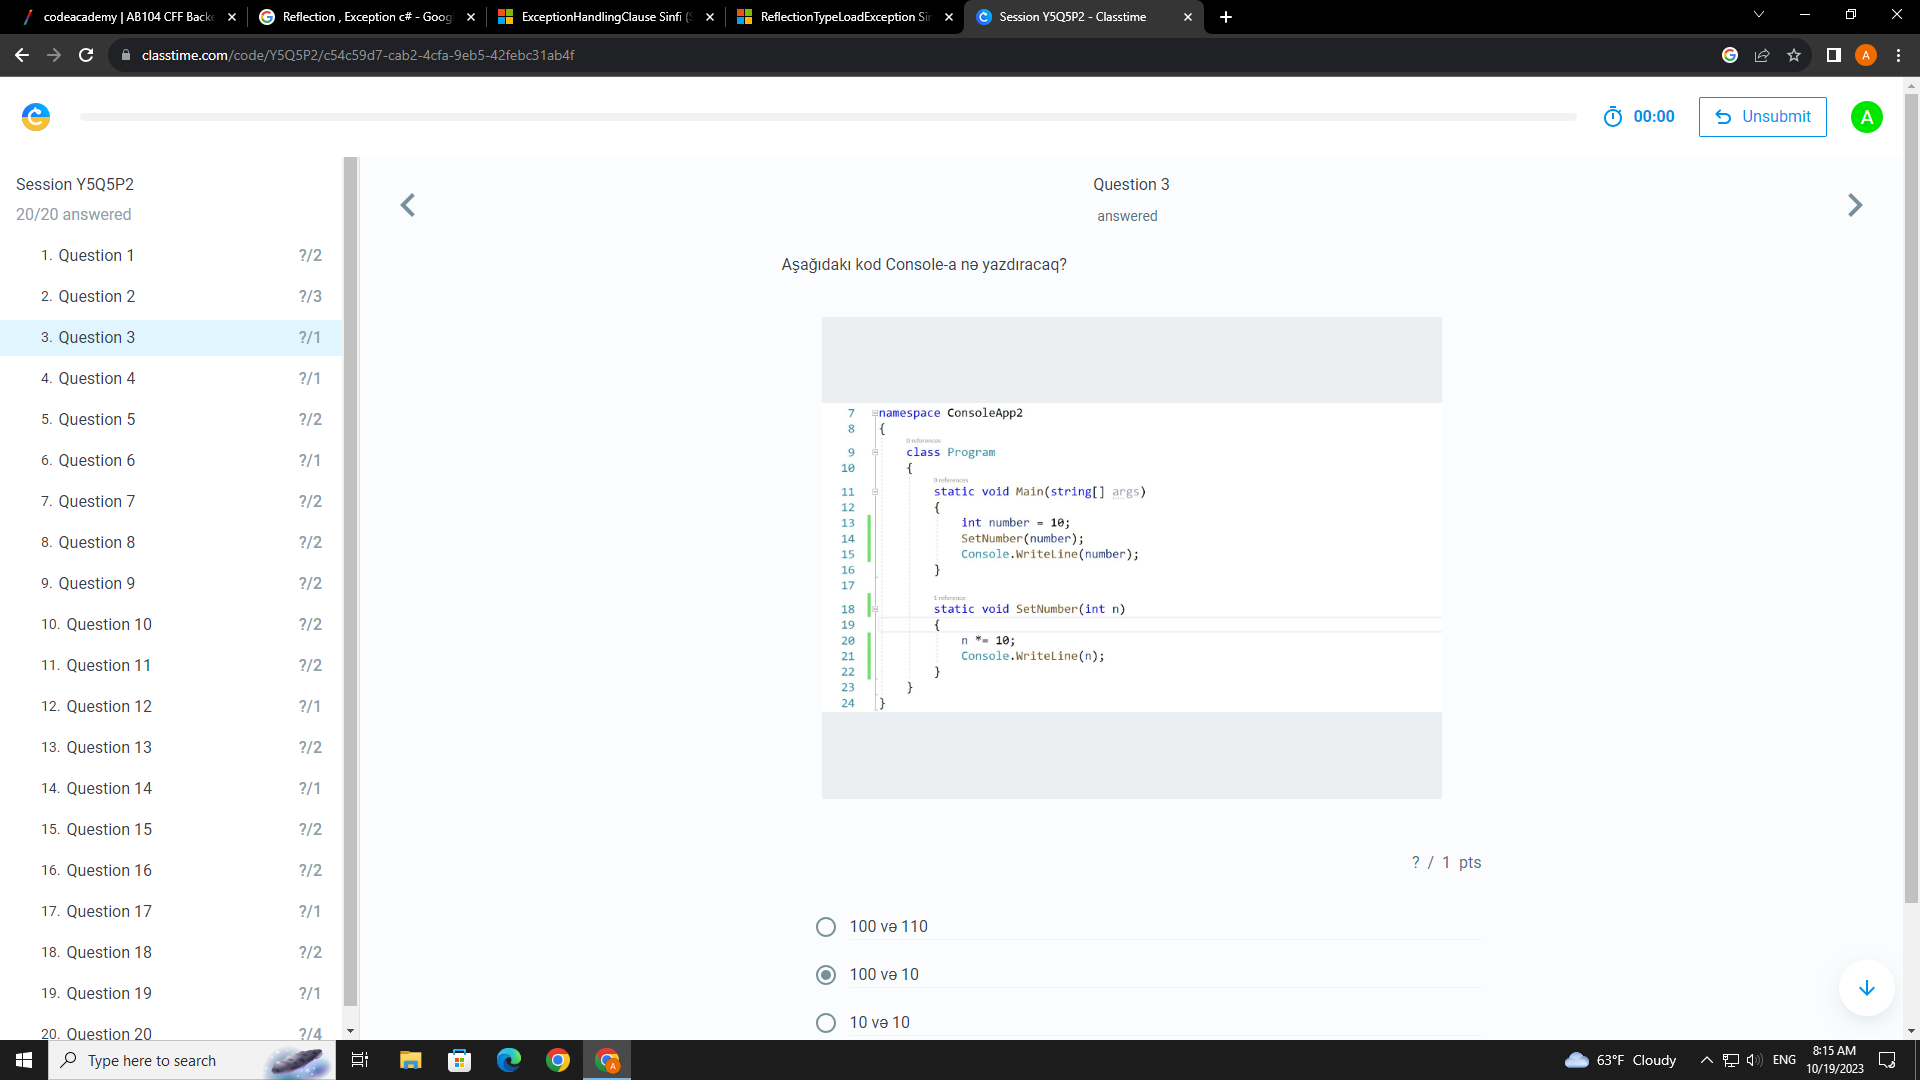 codeacademy | AB104 CFF Backe
Reflection , Exception c# - Goog
ExceptionHandlingClause Sinfi (S
ReflectionTypeLoadException Sin
Session Y5Q5P2 - Classtime
classtime.com/code/Y5Q5P2/c54c59d7-cab2-4cfa-9eb5-42febc31ab4f
A
00:00
Unsubmit
A
Session Y5Q5P2
20/20 answered
1. Question 1 ?/2
2. Question 2 ?/3
3. Question 3 ?/1
4. Question 4 ?/1
5. Question 5 ?/2
6. Question 6 ?/1
7. Question 7 ?/2
8. Question 8 ?/2
9. Question 9 ?/2
10. Question 10 ?/2
11. Question 11 ?/2
12. Question 12 ?/1
13. Question 13 ?/2
14. Question 14 ?/1
15. Question 15 ?/2
16. Question 16 ?/2
17. Question 17 ?/1
18. Question 18 ?/2
19. Question 19 ?/1
20. Question 20 ?/4
Question 3
answered
Aşağıdakı kod Console-a nə yazdıracaq?
7 namespace ConsoleApp2
8 {
0 references
9 class Program
10 {
0 references
11 static void Main(string[] args)
12 {
13 int number = 10;
14 SetNumber(number);
15 Console.WriteLine(number);
16 }
17
1 reference
18 static void SetNumber(int n)
19 {
20 n *= 10;
21 Console.WriteLine(n);
22 }
23 }
24 }
? / 1 pts
100 və 110
100 və 10
10 və 10
Type here to search
A
63°F Cloudy
ENG
8:15 AM
10/19/2023